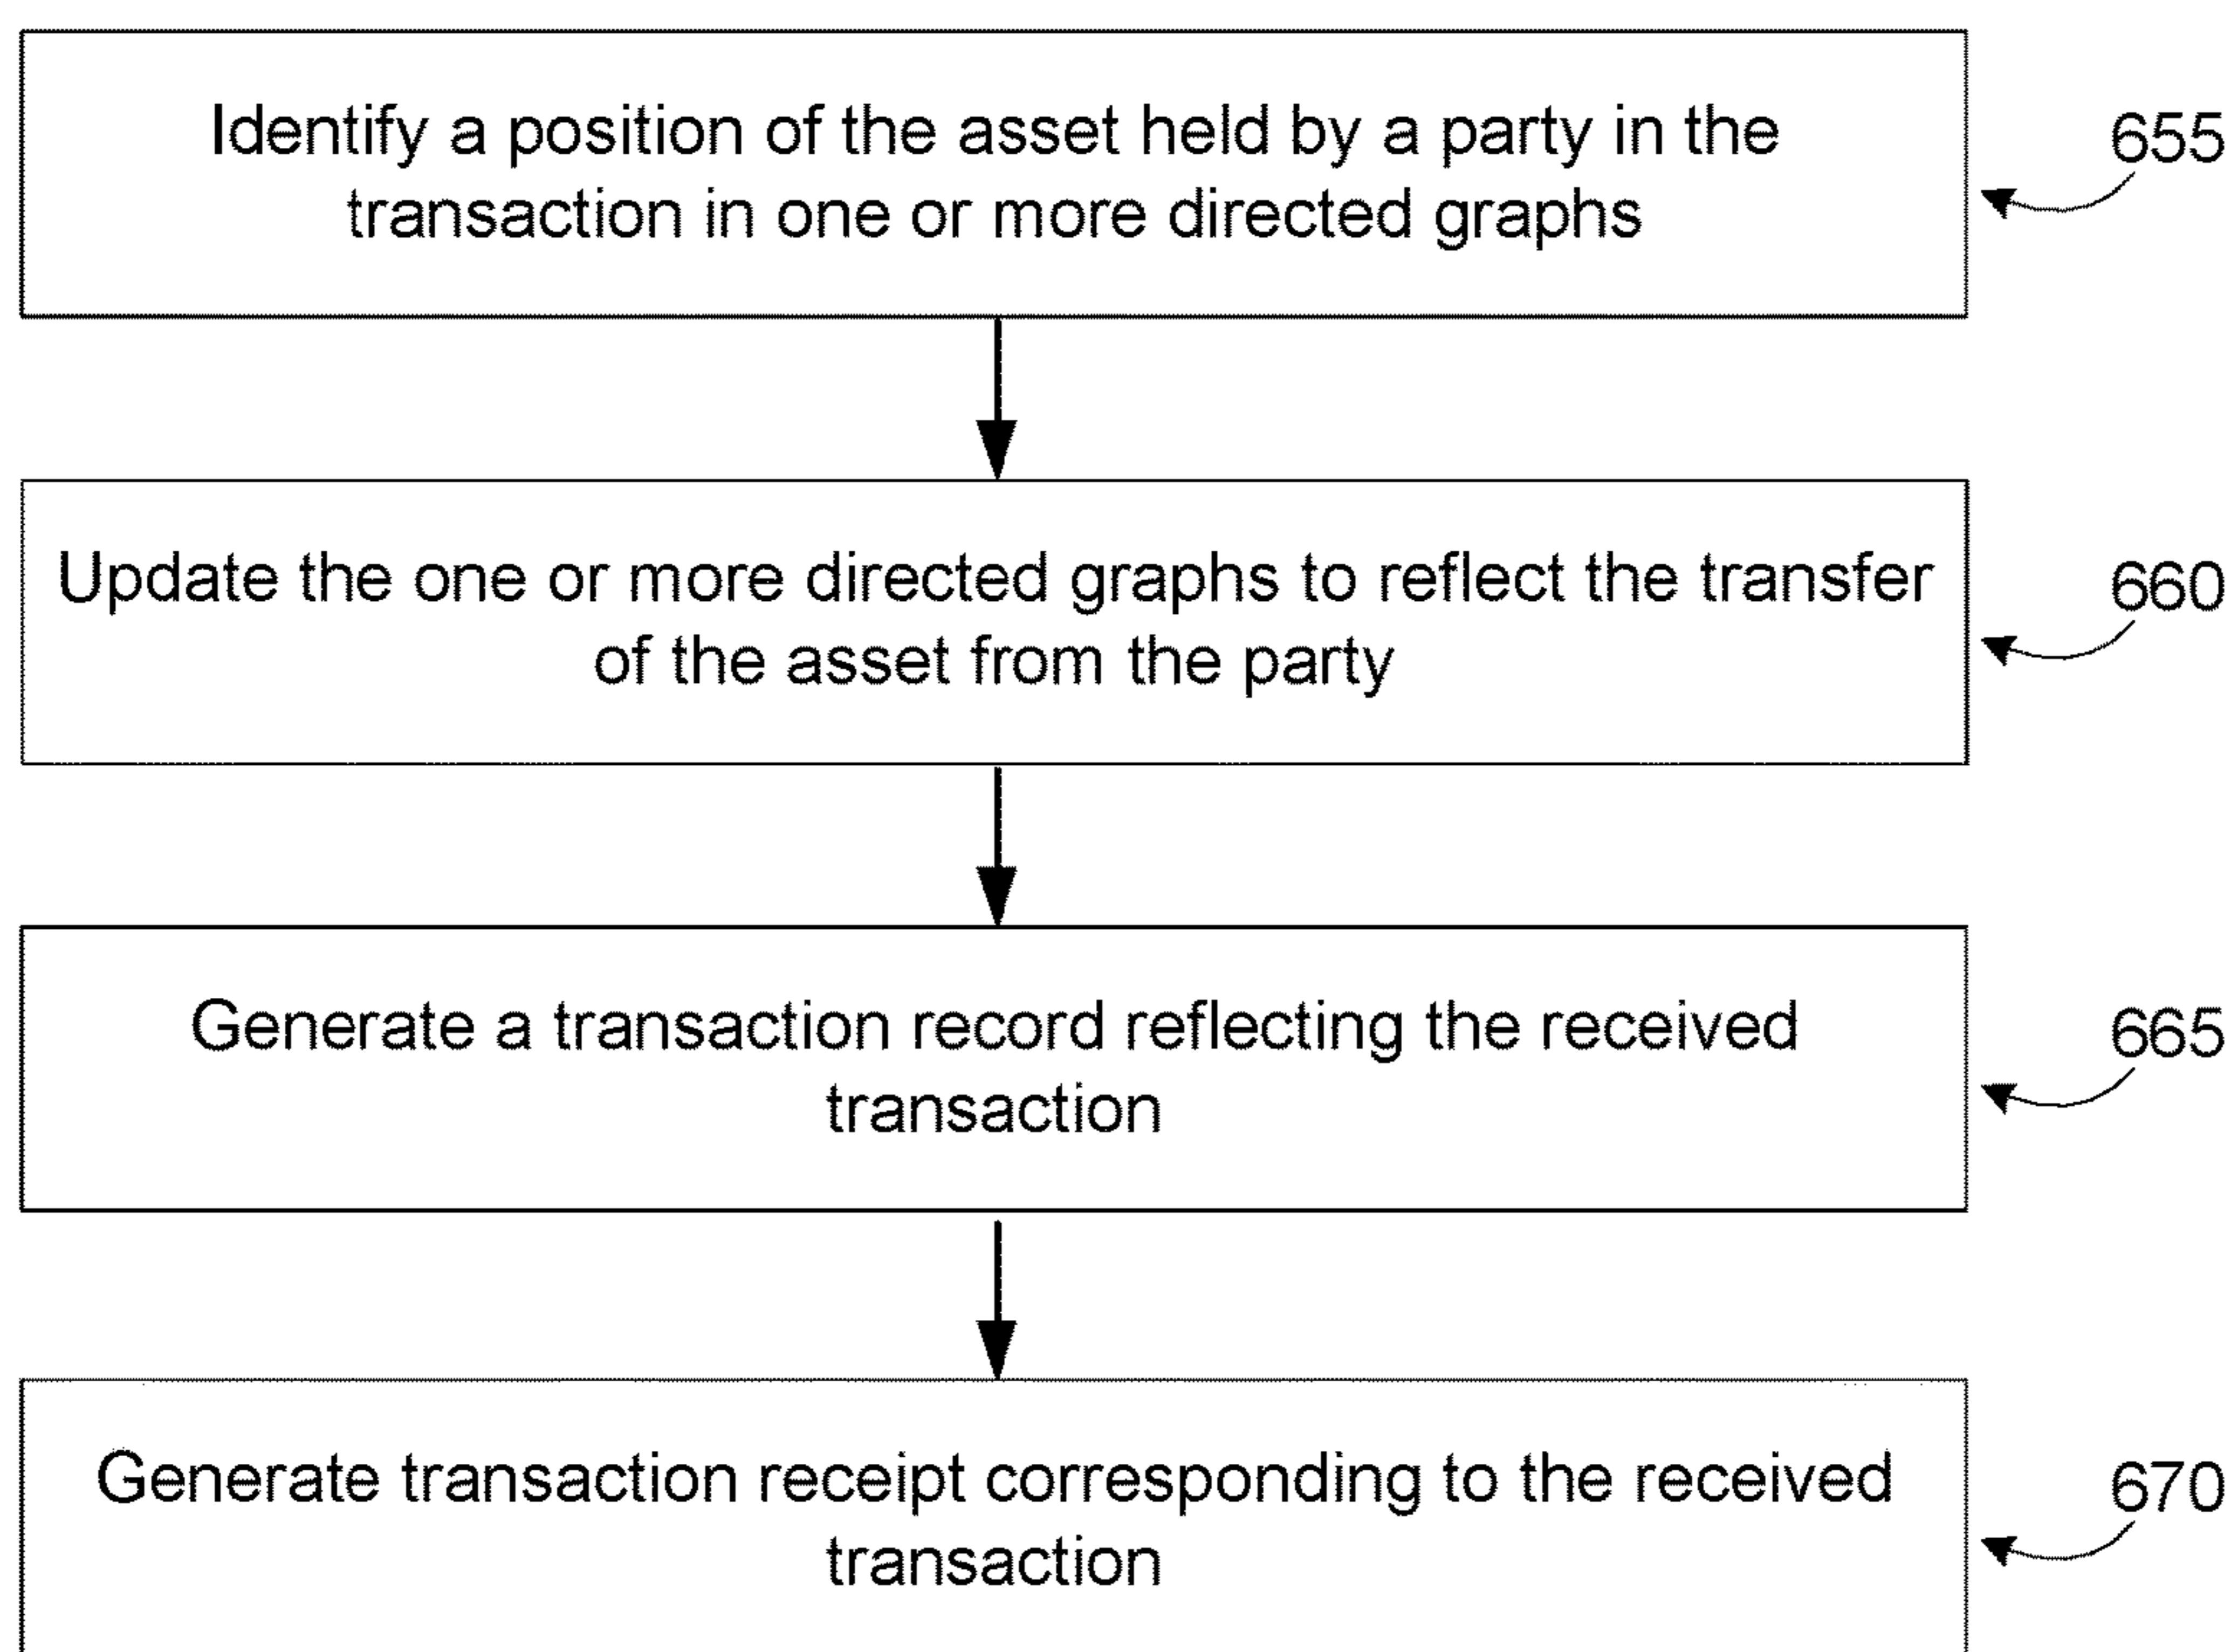 Identify a position of the asset held by a party in the
transaction in one or more directed graphs
655
Update the one or more directed graphs to reflect the transfer
of the asset from the party
660
Generate a transaction record reflecting the received
transaction
665
Generate transaction receipt corresponding to the received
transaction
670